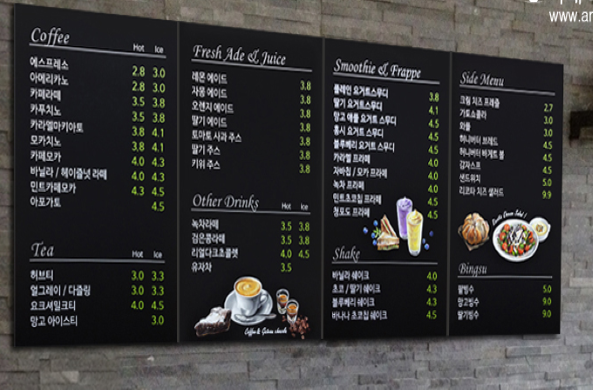 www.ar
Coffee
Hot Ice
에스프레소 2.8 3.0
아메리카노 2.8 3.0
카페라떼 3.5 3.8
카푸치노 3.5 3.8
카라멜마키아토 3.8 4.1
모카치노 3.8 4.1
카페모카 4.0 4.3
바닐라 / 헤이즐넛 라떼 4.0 4.3
민트카페모카 4.3 4.5
아포가토 4.5
Tea
Hot Ice
허브티 3.0 3.3
얼그레이 / 다즐링 3.0 3.3
요크셔밀크티 4.0 4.5
망고 아이스티 3.0
Fresh Ade & Juice
레몬 에이드 3.8
자몽 에이드 3.8
오렌지 에이드 3.8
딸기 에이드 3.8
토마토 사과 주스 3.8
딸기 주스 3.8
키위 주스 3.8
Other Drinks
Hot Ice
녹차라떼 3.5 3.8
검은콩라떼 3.5 3.8
리얼다크초콜렛 4.0 4.5
유자차 3.5
Coffee &
Smoothie & Frappe
플레인 요거트스무디 3.8
딸기 요거트스무디 4.1
망고 애플 요거트 스무디 4.5
홍시 요거트 스무디 4.5
블루베리 요거트 스무디 4.5
카라멜 프라페 4.0
자바칩 / 모카 프라페 4.0
녹차 프라페 4.0
민트초코칩 프라페 4.5
청포도 프라페 4.5
Shake
바닐라 쉐이크 4.0
초코 / 딸기 쉐이크 4.3
블루베리 쉐이크 4.3
바나나 초코칩 쉐이크 4.5
Side Menu
크림 치즈 프레즐 2.7
가토쇼콜라 3.0
와플 3.0
허니버터 브레드 4.5
허니버터 바게트 볼 4.5
감자스프 4.5
샌드위치 5.0
리코타 치즈 샐러드 9.9
Bingsu
팥빙수 5.0
망고빙수 9.0
딸기빙수 9.0